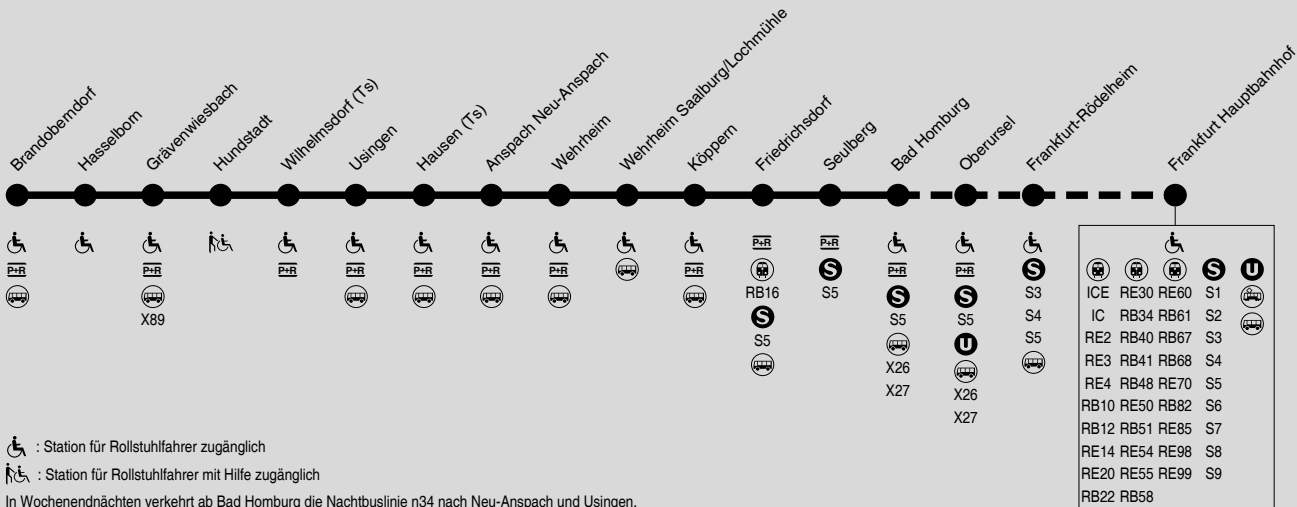 Brandoberndorf
Hasselborn
Grävenwiesbach
Hundstadt
Wilhelmsdorf (Ts)
Usingen
Hausen (Ts)
Anspach Neu-Anspach
Wehrheim
Wehrheim Saalburg/Lochmühle
Köppern
Friedrichsdorf
Seulberg
Bad Homburg
Oberursel
Frankfurt-Rödelheim
Frankfurt Hauptbahnhof
P+R
P+R
X89
P+R
P+R
P+R
P+R
P+R
P+R
P+R
RB16
S
S5
P+R
S
S5
P+R
S
S5
X26
X27
P+R
S
S5
U
X26
X27
S
S3
S4
S5
S U
ICE RE30 RE60 S1
IC RB34 RB61 S2
RE2 RB40 RB67 S3
RE3 RB41 RB68 S4
RE4 RB48 RE70 S5
RB10 RE50 RB82 S6
RB12 RB51 RE85 S7
RE14 RE54 RE98 S8
RE20 RE55 RE99 S9
RB22 RB58
: Station für Rollstuhlfahrer zugänglich
: Station für Rollstuhlfahrer mit Hilfe zugänglich
In Wochenendnächten verkehrt ab Bad Homburg die Nachtbuslinie n34 nach Neu-Anspach und Usingen.